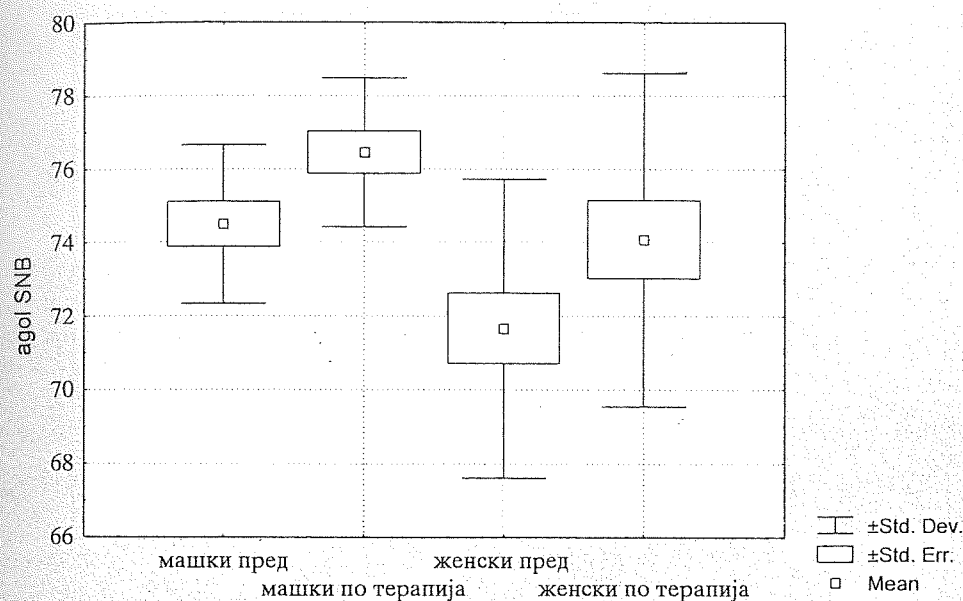 80
78
76
74
72
70
68
66
agol SNB
машки пред
женски пред
машки по терапија
женски по терапија
±Std. Dev.
±Std. Err.
Mean